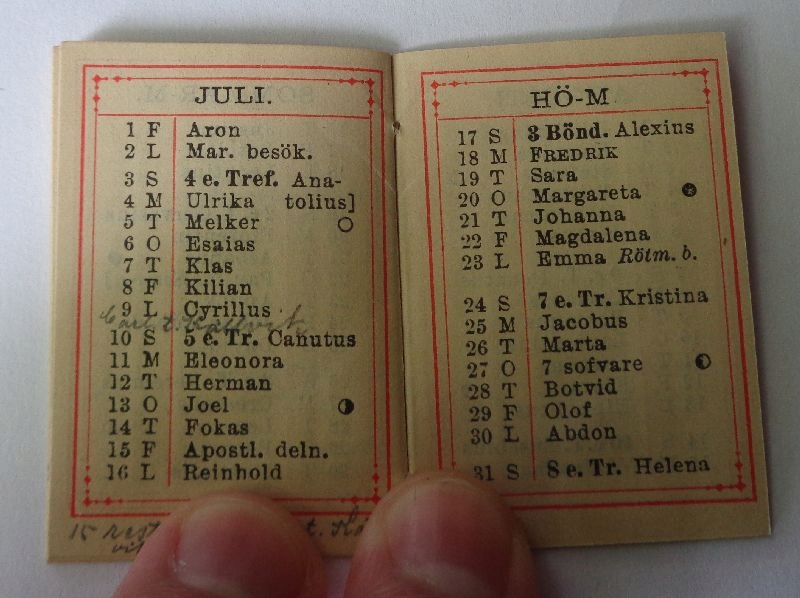 JULI.
1 F Aron
2 L Mar. besök.
3 S 4 e. Tref. Ana-
4 M Ulrika tolius]
5 T Melker
6 O Esaias
7 T Klas
8 F Kilian
9 L Cyrillus
Carl t.
10 S 5 e. Tr. Canutus
11 M Eleonora
12 T Herman
13 O Joel
14 T Fokas
15 F Apostl. deln.
16 L Reinhold
15 rest t.
HÖ-M
17 S 3 Bönd. Alexius
18 M FREDRIK
19 T Sara
20 O Margareta
21 T Johanna
22 F Magdalena
23 L Emma Rötm. b.
24 S 7 e. Tr. Kristina
25 M Jacobus
26 T Marta
27 O 7 sofvare
28 T Botvid
29 F Olof
30 L Abdon
31 S 8 e. Tr. Helena